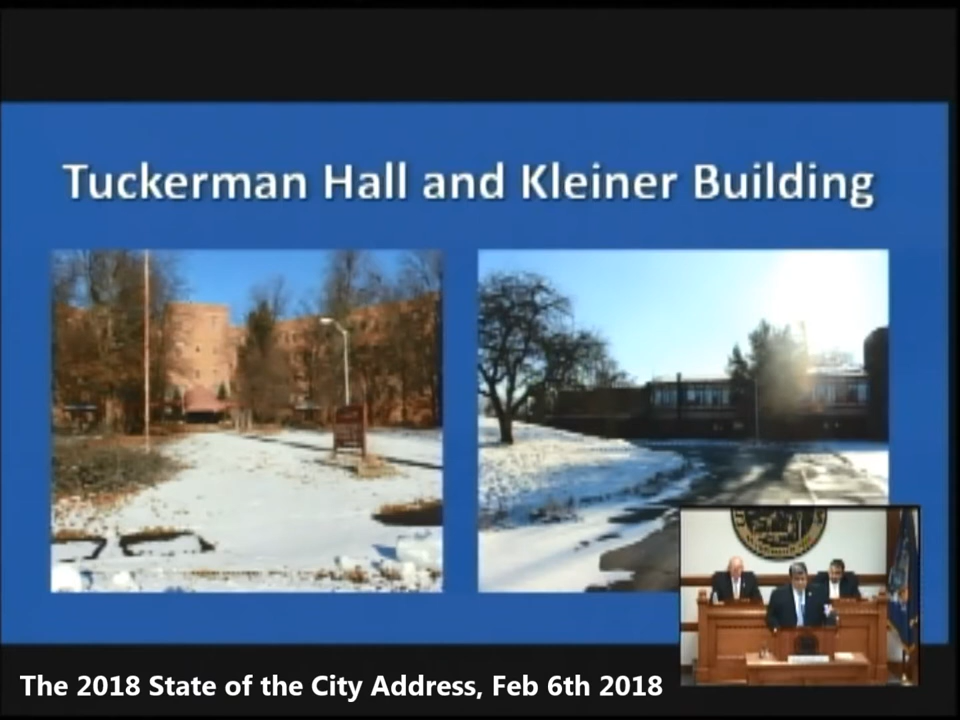 Tuckerman Hall and Kleiner Building
The 2018 State of the City Address, Feb 6th 2018